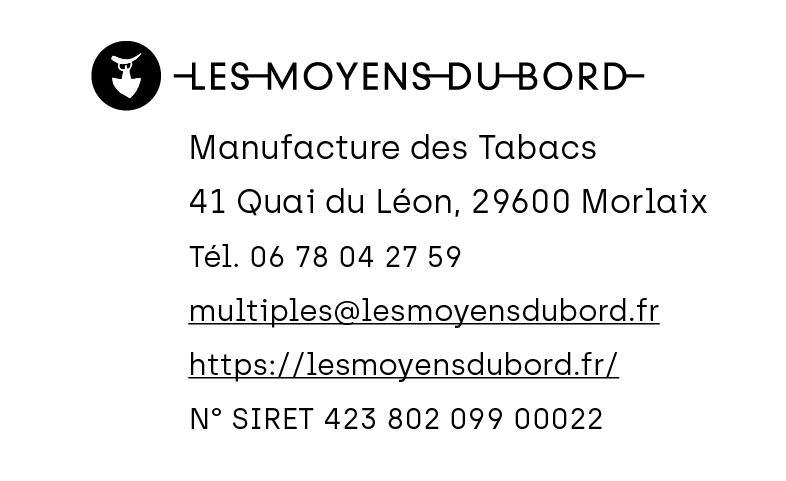 LES MOYENS DU BORD
Manufacture des Tabacs
41 Quai du Léon, 29600 Morlaix
Tél. 06 78 04 27 59
multiples@lesmoyensdubord.fr
https://lesmoyensdubord.fr/
N° SIRET 423 802 099 00022